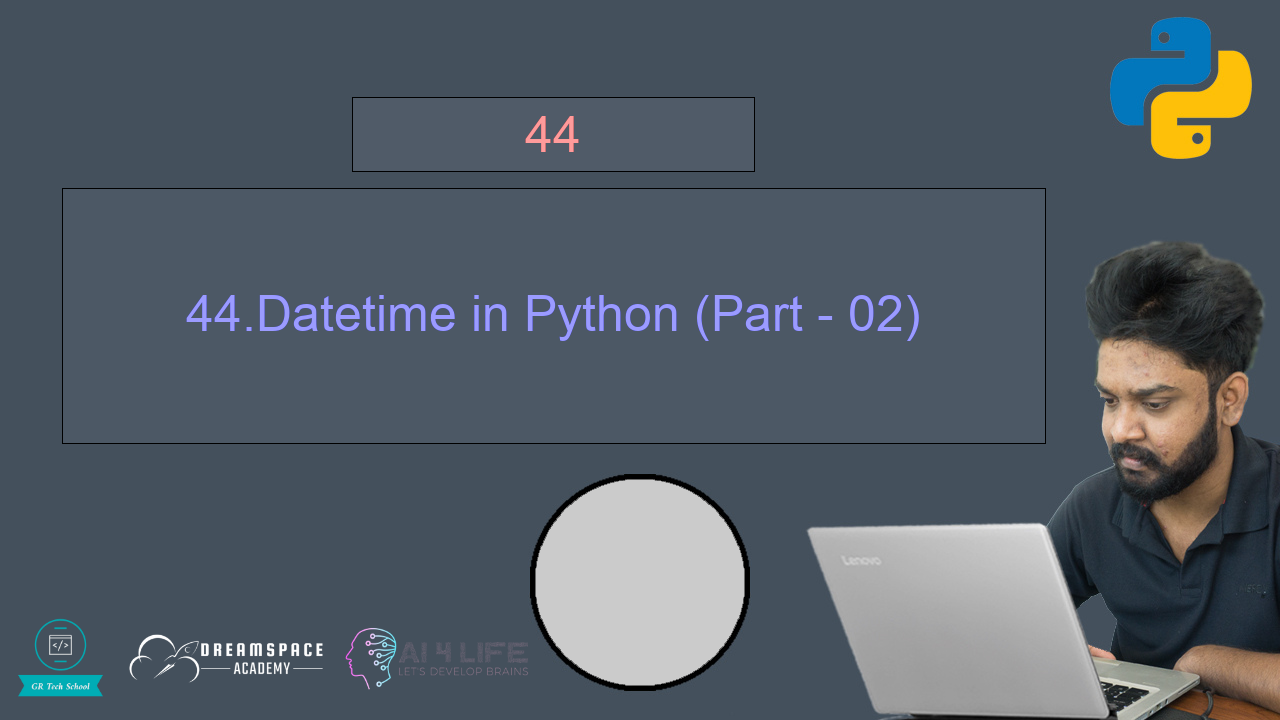 44
44.Datetime in Python (Part - 02)
Lenovo
GR Tech School
DREAMSPACE
ACADEMY
AI 4 LIFE
LET'S DEVELOP BRAINS